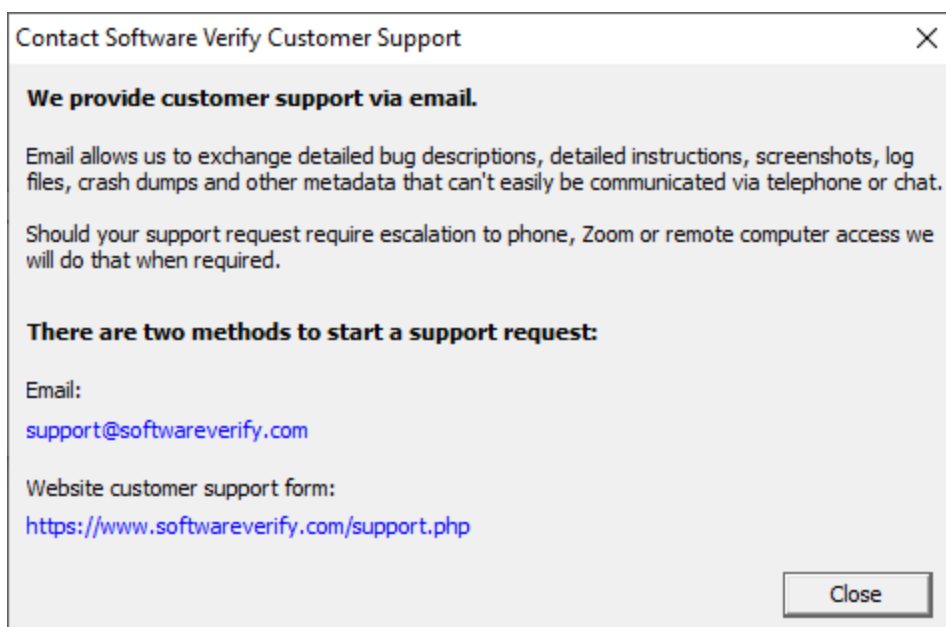 Contact Software Verify Customer Support
We provide customer support via email.
Email allows us to exchange detailed bug descriptions, detailed instructions, screenshots, log
files, crash dumps and other metadata that can't easily be communicated via telephone or chat.
Should your support request require escalation to phone, Zoom or remote computer access we
will do that when required.
There are two methods to start a support request:
Email:
support@softwareverify.com
Website customer support form:
https://www.softwareverify.com/support.php
Close